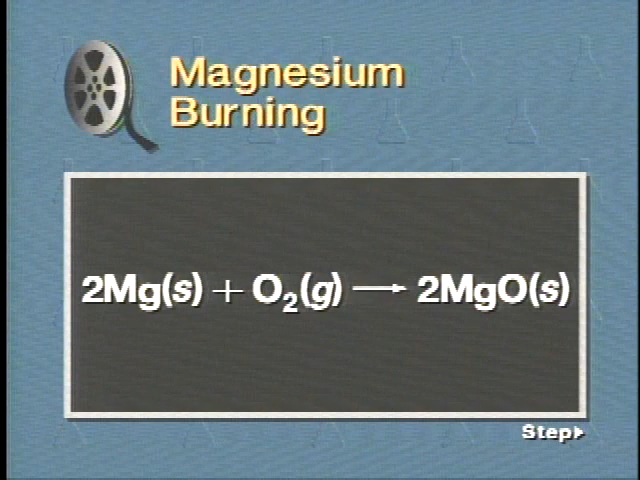 Magnesium
Burning
2Mg(s) + O₂(g) ⟶ 2MgO(s)
Step▸